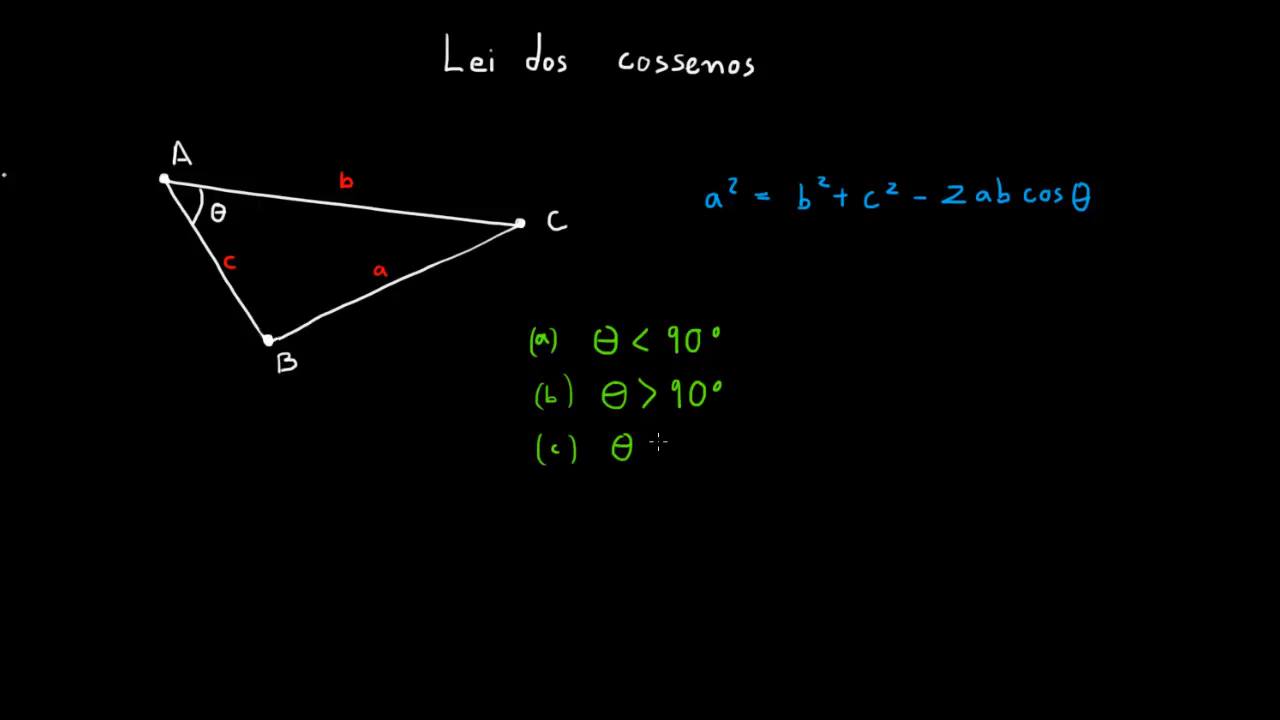 Lei dos cossenos
A
b
θ
C
c
a
B
a² = b² + c² - 2ab cos θ
(a) θ < 90°
(b) θ > 90°
(c) θ